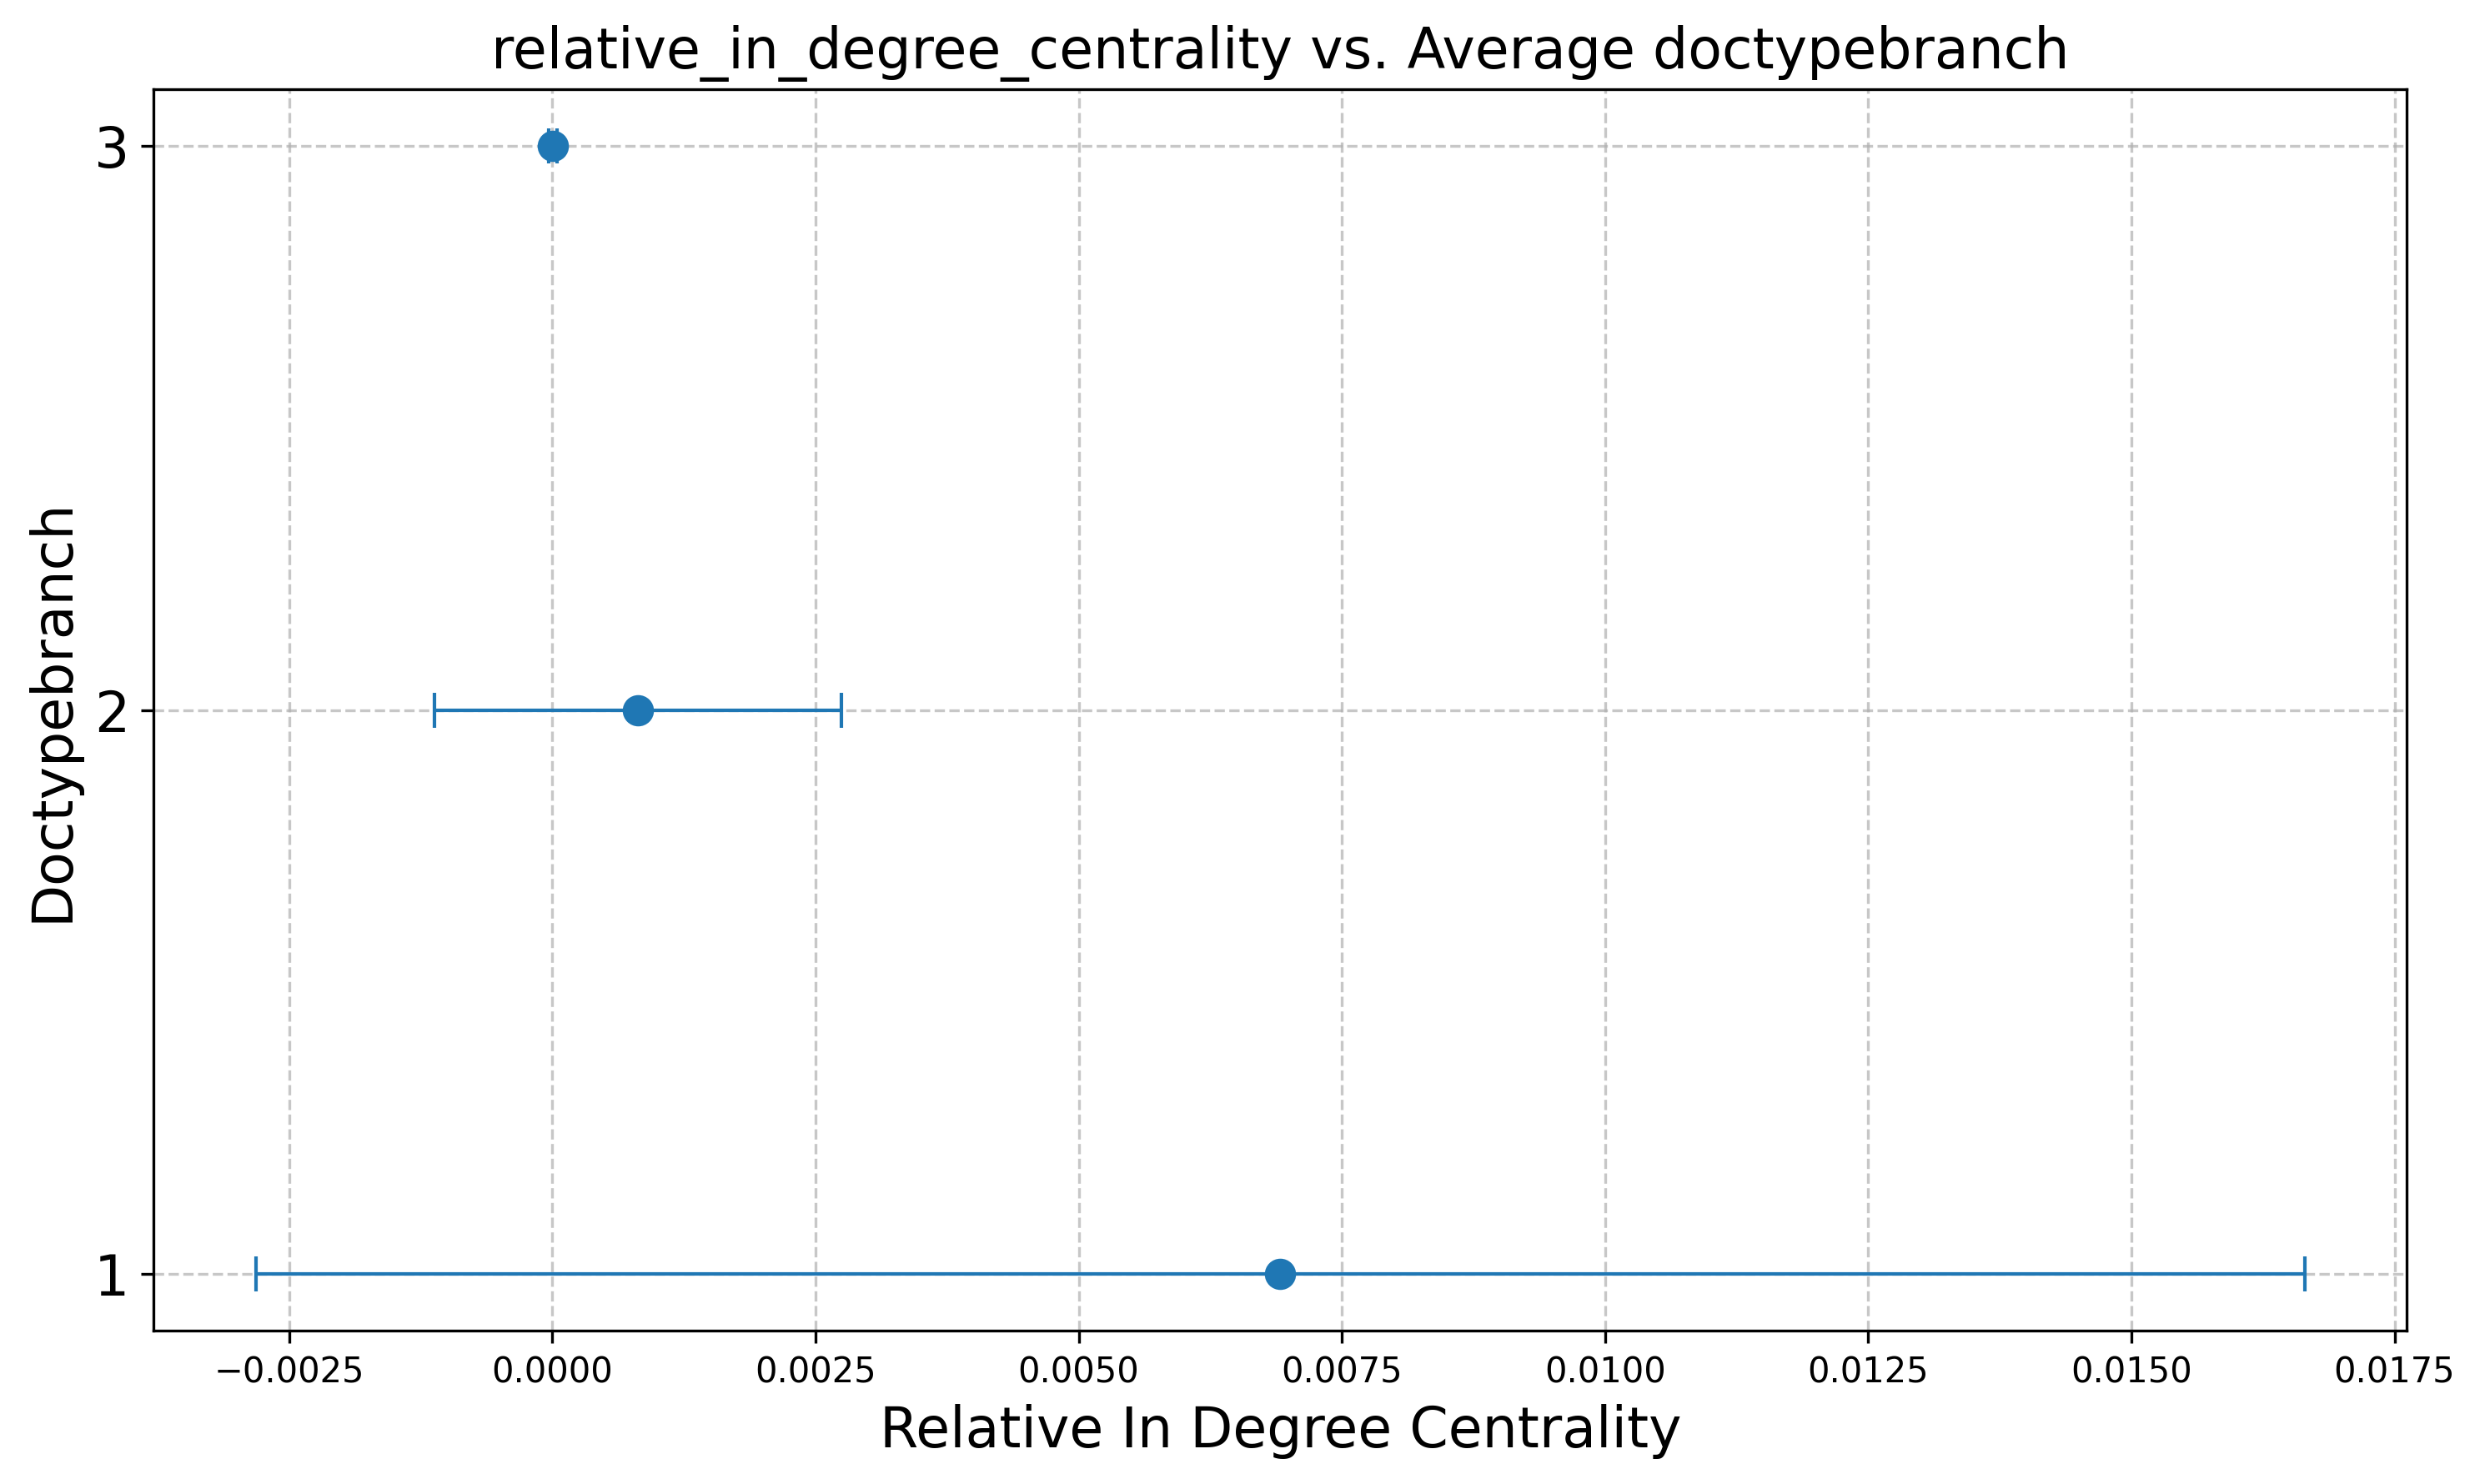 relative_in_degree_centrality vs. Average doctypebranch
3
2
1
Doctypebranch
−0.0025 0.0000 0.0025 0.0050 0.0075 0.0100 0.0125 0.0150 0.0175
Relative In Degree Centrality